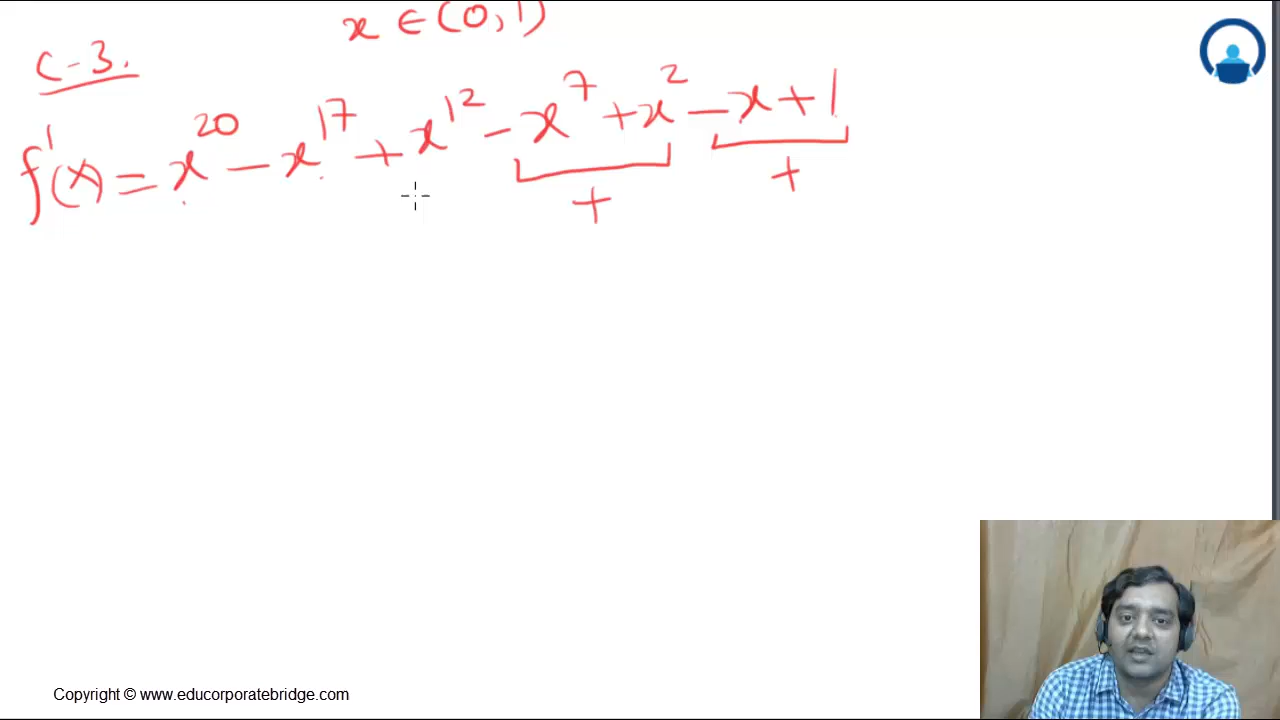 x ∈ (0, 1)
C-3.
f'(x) = x^20 - x^17 + x^12 - x^7 + x^2 - x + 1
+ +
Copyright © www.educorporatebridge.com